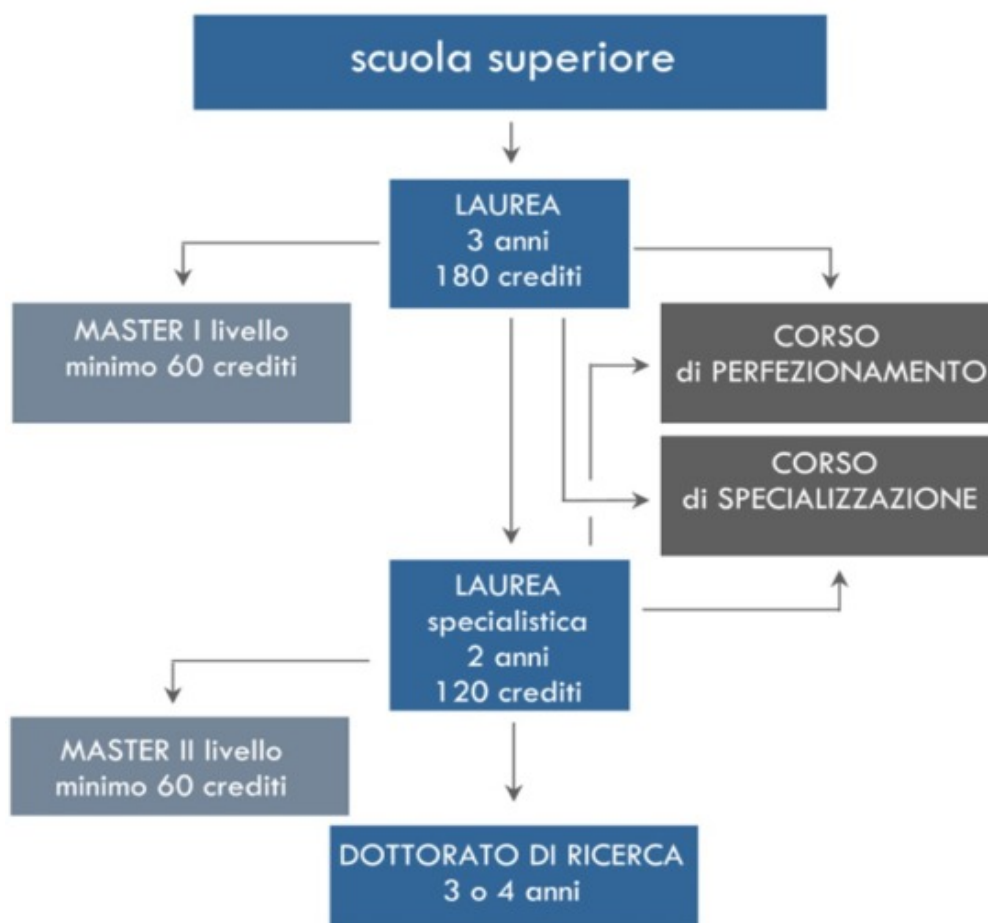 scuola superiore
LAUREA
3 anni
180 crediti
MASTER I livello
minimo 60 crediti
CORSO
di PERFEZIONAMENTO
CORSO
di SPECIALIZZAZIONE
LAUREA
specialistica
2 anni
120 crediti
MASTER II livello
minimo 60 crediti
DOTTORATO DI RICERCA
3 o 4 anni